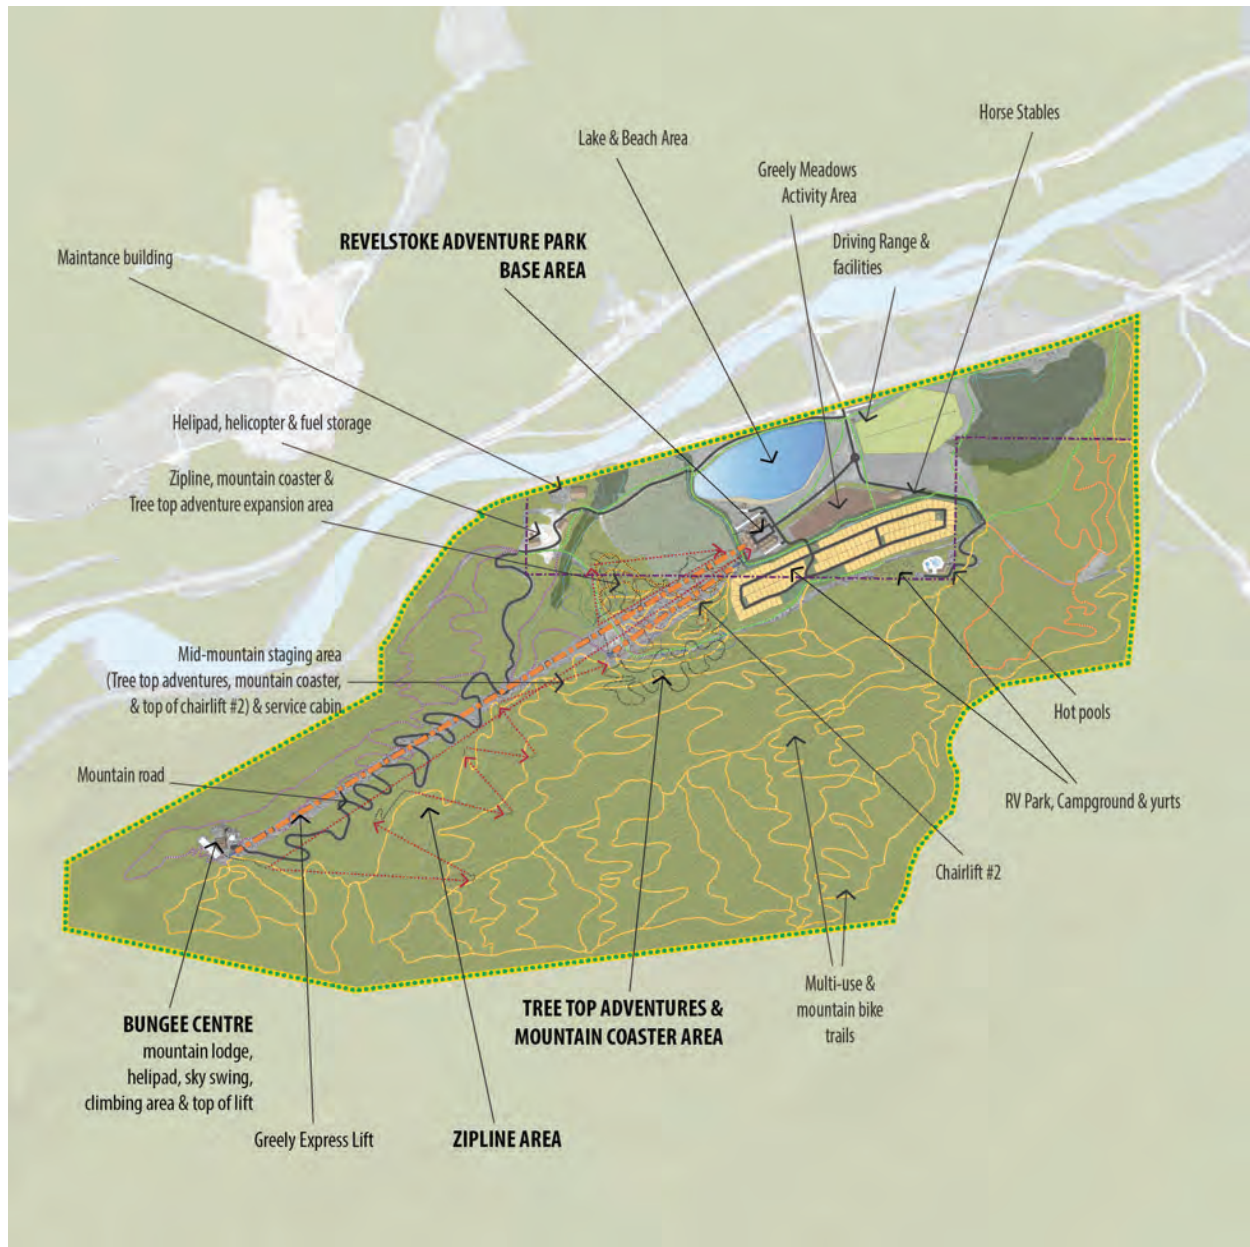 Horse Stables
Lake & Beach Area
Greely Meadows
Activity Area
REVELSTOKE ADVENTURE PARK
BASE AREA
Driving Range &
facilities
Maintance building
Helipad, helicopter & fuel storage
Zipline, mountain coaster &
Tree top adventure expansion area
Mid-mountain staging area
(Tree top adventures, mountain coaster,
& top of chairlift #2) & service cabin
Hot pools
Mountain road
RV Park, Campground & yurts
Chairlift #2
Multi-use &
mountain bike
trails
TREE TOP ADVENTURES &
MOUNTAIN COASTER AREA
BUNGEE CENTRE
mountain lodge,
helipad, sky swing,
climbing area & top of lift
Greely Express Lift
ZIPLINE AREA